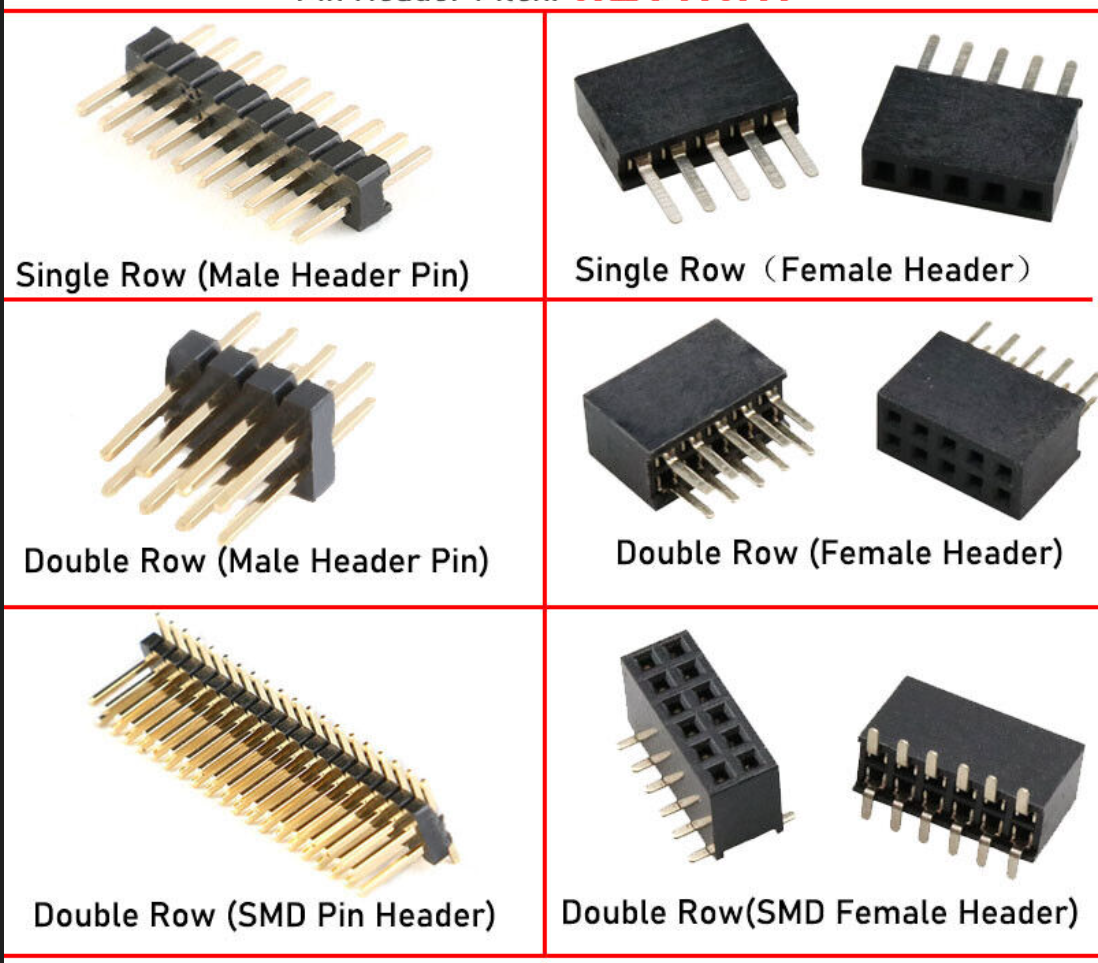 Single Row (Male Header Pin)
Single Row（Female Header）
Double Row (Male Header Pin)
Double Row (Female Header)
Double Row (SMD Pin Header)
Double Row(SMD Female Header)